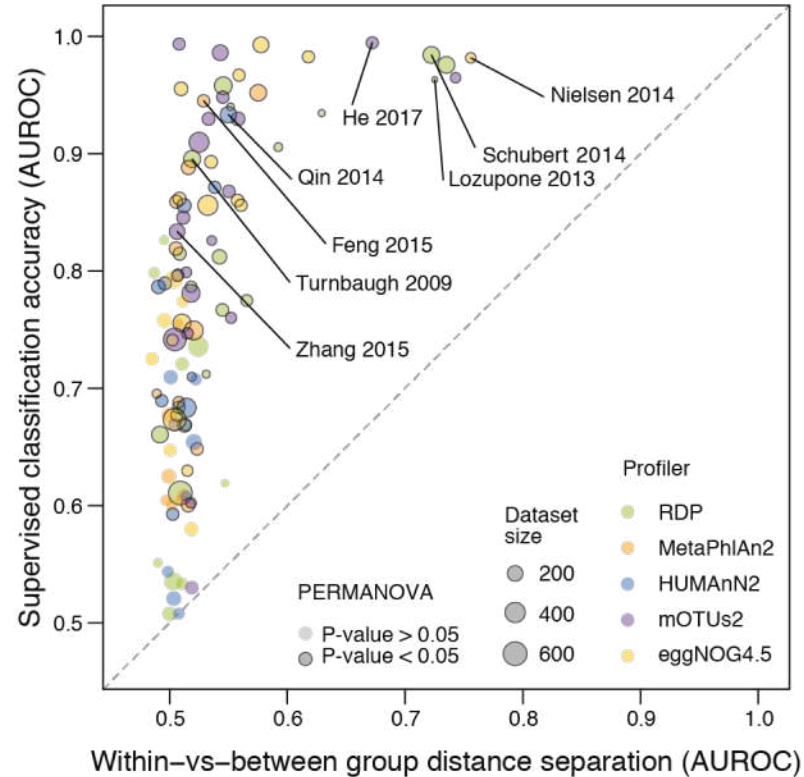 Supervised classification accuracy (AUROC)
1.0
0.9
0.8
0.7
0.6
0.5
Nielsen 2014
He 2017
Schubert 2014
Qin 2014
Lozupone 2013
Feng 2015
Turnbaugh 2009
Zhang 2015
Profiler
RDP
MetaPhlAn2
HUMAnN2
mOTUs2
eggNOG4.5
Dataset
size
200
400
600
PERMANOVA
P-value > 0.05
P-value < 0.05
0.5
0.6
0.7
0.8
0.9
1.0
Within-vs-between group distance separation (AUROC)